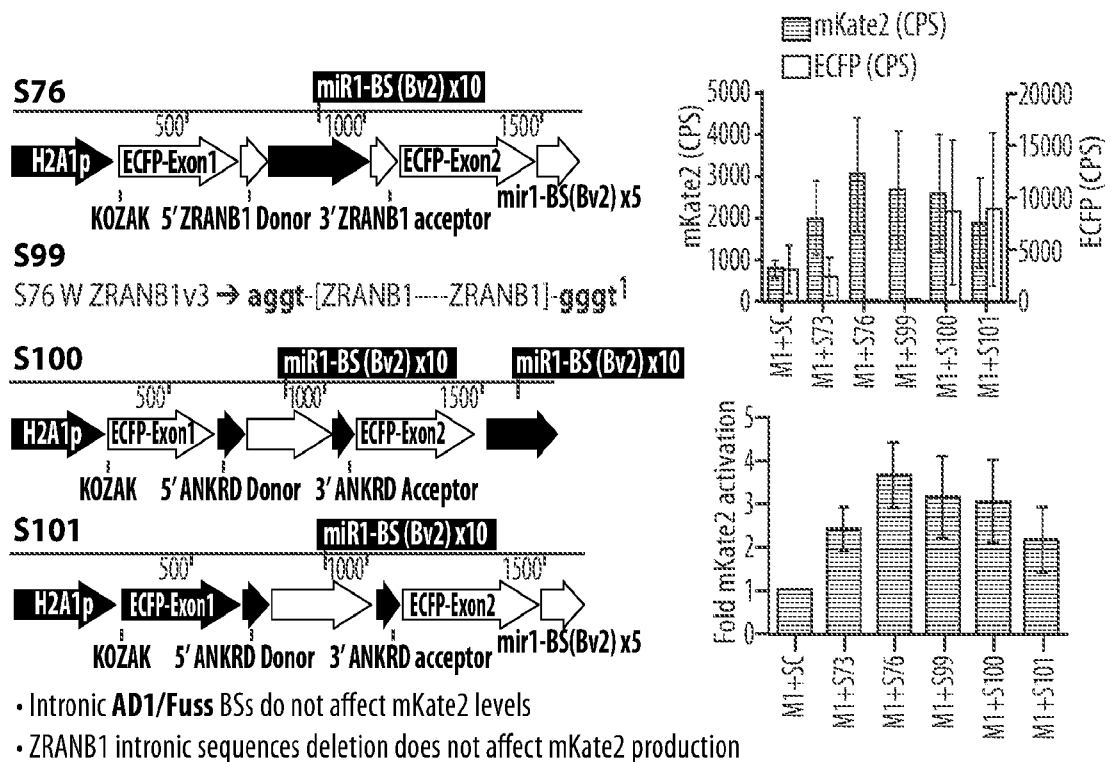 S76
miR1-BS (Bv2) x10
500'
1000'
1500'
H2A1p
ECFP-Exon1
ECFP-Exon2
mir1-BS(Bv2) x5
KOZAK 5' ZRANB1 Donor 3' ZRANB1 acceptor
S99
S76 W ZRANB1v3 → aggt-[ZRANB1-----ZRANB1]-gggt¹
S100
miR1-BS (Bv2) x10
miR1-BS (Bv2) x10
500'
1000'
1500'
H2A1p
ECFP-Exon1
ECFP-Exon2
KOZAK 5' ANKRD Donor 3' ANKRD Acceptor
S101
miR1-BS (Bv2) x10
500'
1000'
1500'
H2A1p
ECFP-Exon1
ECFP-Exon2
mir1-BS(Bv2) x5
KOZAK 5' ANKRD Donor 3' ANKRD acceptor
• Intronic AD1/Fuss BSs do not affect mKate2 levels
• ZRANB1 intronic sequences deletion does not affect mKate2 production
mKate2 (CPS)
ECFP (CPS)
mKate2 (CPS)
5000
4000
3000
2000
1000
0
20000
15000
10000
5000
0
ECFP (CPS)
M1+SC
M1+S73
M1+S76
M1+S99
M1+S100
M1+S101
Fold mKate2 activation
5
4
3
2
1
0
M1+SC
M1+S73
M1+S76
M1+S99
M1+S100
M1+S101